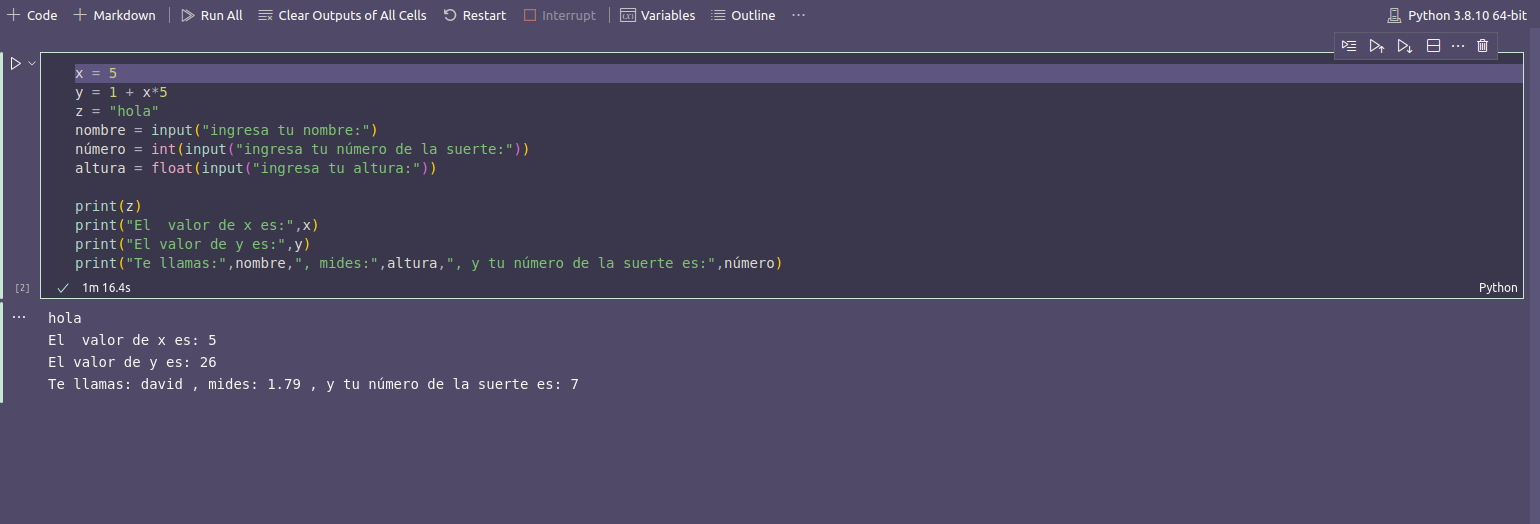 Code Markdown Run All Clear Outputs of All Cells Restart Interrupt Variables Outline ... Python 3.8.10 64-bit
x = 5
y = 1 + x*5
z = "hola"
nombre = input("ingresa tu nombre:")
número = int(input("ingresa tu número de la suerte:"))
altura = float(input("ingresa tu altura:"))
print(z)
print("El  valor de x es:",x)
print("El valor de y es:",y)
print("Te llamas:",nombre,", mides:",altura,", y tu número de la suerte es:",número)
[2] 1m 16.4s Python
hola
El  valor de x es: 5
El valor de y es: 26
Te llamas: david , mides: 1.79 , y tu número de la suerte es: 7